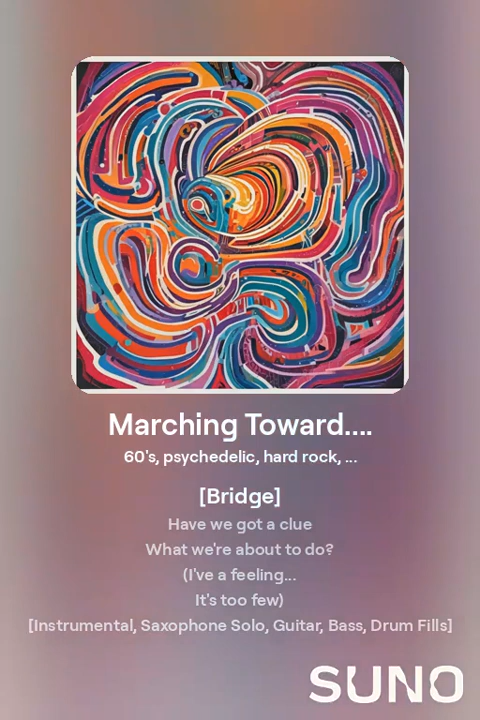 Marching Toward....
60's, psychedelic, hard rock, ...
[Bridge]
Have we got a clue
What we're about to do?
(I've a feeling...
It's too few)
[Instrumental, Saxophone Solo, Guitar, Bass, Drum Fills]
SUNO